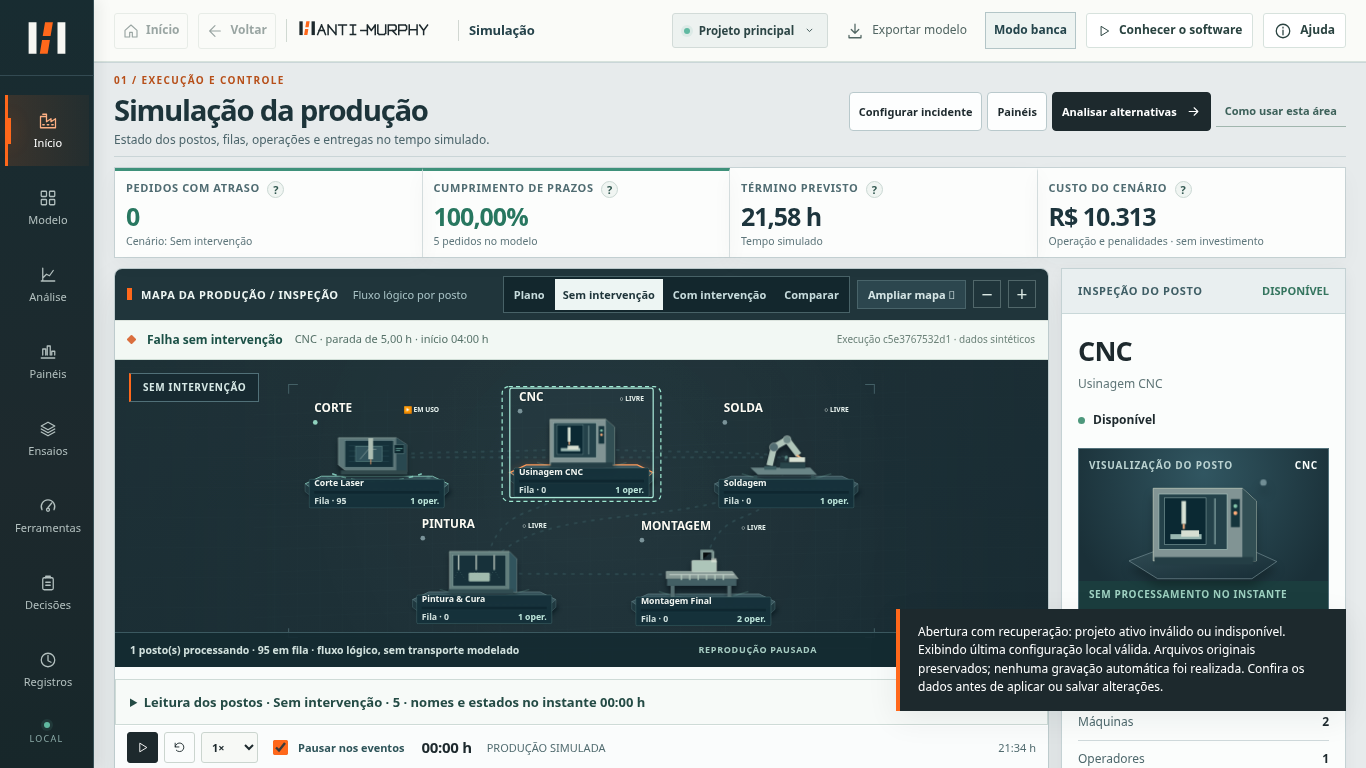 Início
Voltar
ANTI-MURPHY
Simulação
Projeto principal
Exportar modelo
Modo banca
Conhecer o software
Ajuda
Início
Modelo
Análise
Painéis
Ensaios
Ferramentas
Decisões
Registros
LOCAL
01 / EXECUÇÃO E CONTROLE
Simulação da produção
Estado dos postos, filas, operações e entregas no tempo simulado.
Configurar incidente
Painéis
Analisar alternativas →
Como usar esta área
PEDIDOS COM ATRASO ?
0
Cenário: Sem intervenção
CUMPRIMENTO DE PRAZOS ?
100,00%
5 pedidos no modelo
TÉRMINO PREVISTO ?
21,58 h
Tempo simulado
CUSTO DO CENÁRIO ?
R$ 10.313
Operação e penalidades · sem investimento
MAPA DA PRODUÇÃO / INSPEÇÃO
Fluxo lógico por posto
Plano
Sem intervenção
Com intervenção
Comparar
Ampliar mapa
−
+
Falha sem intervenção
CNC · parada de 5,00 h · início 04:00 h
Execução c5e3767532d1 · dados sintéticos
SEM INTERVENÇÃO
CORTE
EM USO
Corte Laser
Fila · 95
1 oper.
CNC
LIVRE
Usinagem CNC
Fila · 0
1 oper.
SOLDA
LIVRE
Soldagem
Fila · 0
1 oper.
PINTURA
LIVRE
Pintura & Cura
Fila · 0
1 oper.
MONTAGEM
LIVRE
Montagem Final
Fila · 0
2 oper.
1 posto(s) processando · 95 em fila · fluxo lógico, sem transporte modelado
REPRODUÇÃO PAUSADA
Leitura dos postos · Sem intervenção · 5 · nomes e estados no instante 00:00 h
1×
Pausar nos eventos
00:00 h
PRODUÇÃO SIMULADA
21:34 h
INSPEÇÃO DO POSTO
DISPONÍVEL
CNC
Usinagem CNC
Disponível
VISUALIZAÇÃO DO POSTO
CNC
SEM PROCESSAMENTO NO INSTANTE
Abertura com recuperação: projeto ativo inválido ou indisponível.
Exibindo última configuração local válida. Arquivos originais
preservados; nenhuma gravação automática foi realizada. Confira os
dados antes de aplicar ou salvar alterações.
Máquinas
2
Operadores
1